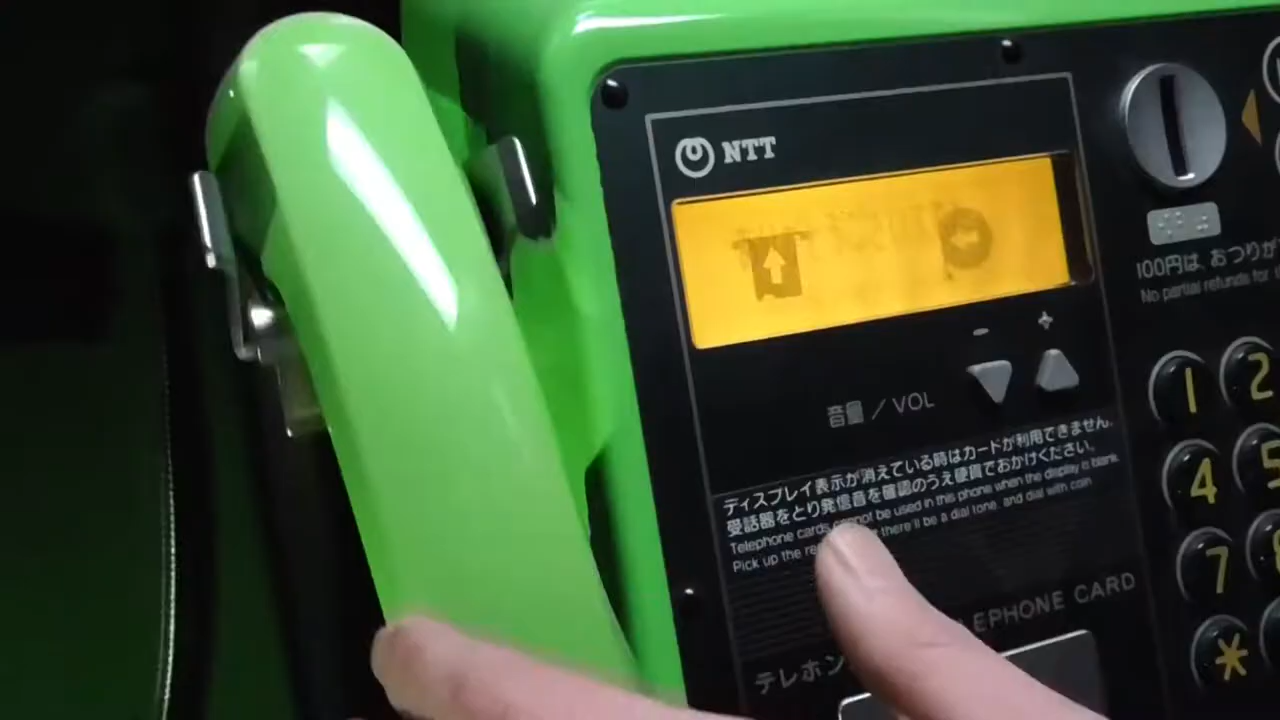 NTT
音量／VOL
- +
100円は、おつりが
No partial refunds for
ディスプレイ表示が消えている時はカードが利用できません。
受話器をとり発信音を確認のうえ硬貨でおかけください。
Telephone cards cannot be used in this phone when the display is blank.
Pick up the there'll be a dial tone. and dial with coin
TELEPHONE CARD
テレホン
1 2
4 5
7
*